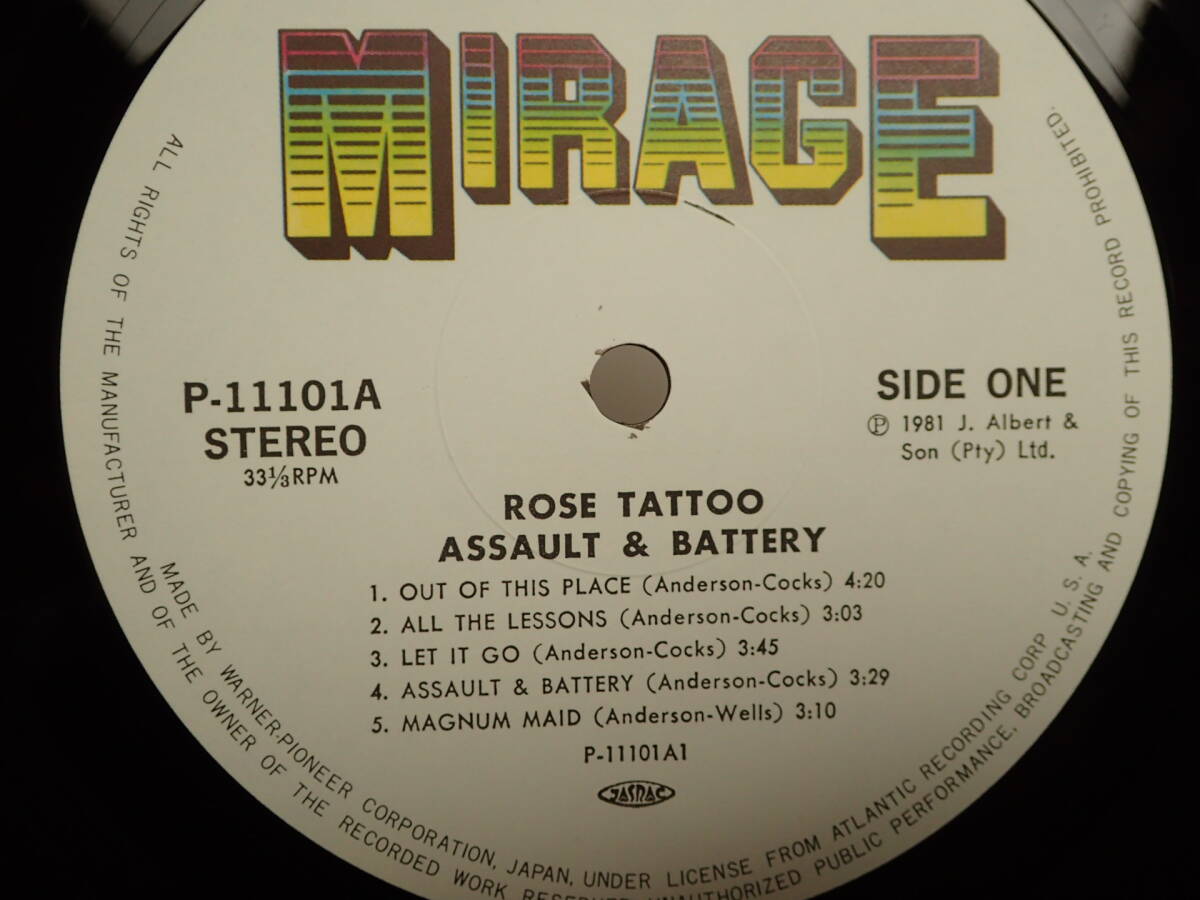 MIRAGE
P-11101A
STEREO
33⅓RPM
SIDE ONE
Ⓟ 1981 J. Albert &
Son (Pty) Ltd.
ROSE TATTOO
ASSAULT & BATTERY
1. OUT OF THIS PLACE (Anderson-Cocks) 4:20
2. ALL THE LESSONS (Anderson-Cocks) 3:03
3. LET IT GO (Anderson-Cocks) 3:45
4. ASSAULT & BATTERY (Anderson-Cocks) 3:29
5. MAGNUM MAID (Anderson-Wells) 3:10
P-11101A1
JASRAC
MADE BY WARNER-PIONEER CORPORATION, JAPAN, UNDER LICENSE FROM ATLANTIC RECORDING CORP U. S. A.
ALL RIGHTS OF THE MANUFACTURER AND OF THE OWNER OF THE RECORDED WORK RESERVED UNAUTHORIZED PUBLIC PERFORMANCE, BROADCASTING AND COPYING OF THIS RECORD PROHIBITED.